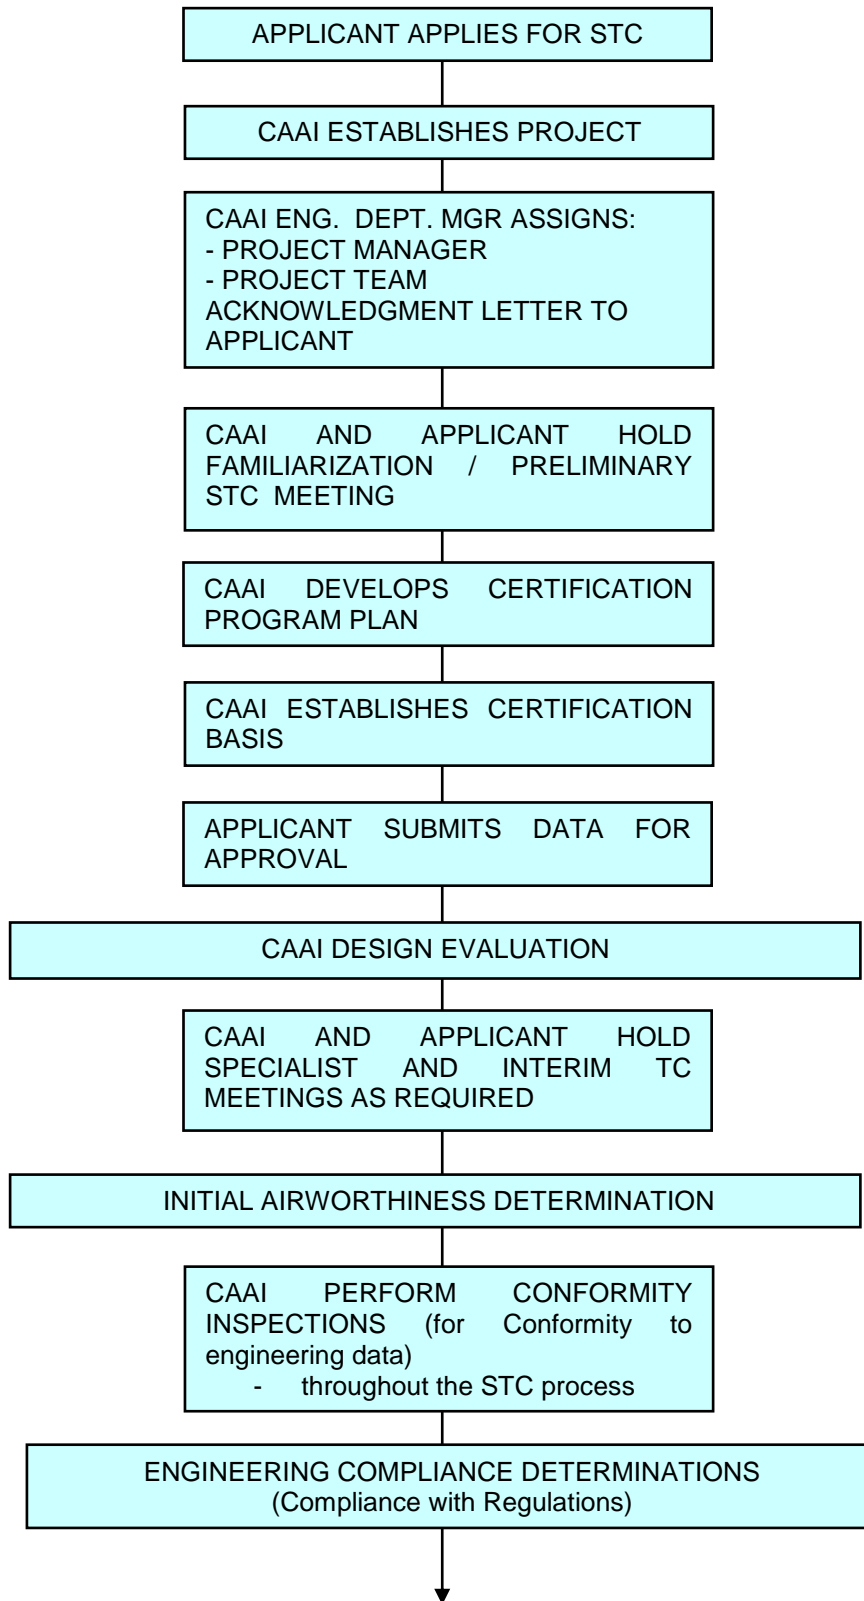 APPLICANT APPLIES FOR STC
CAAI ESTABLISHES PROJECT
CAAI ENG. DEPT. MGR ASSIGNS:
- PROJECT MANAGER
- PROJECT TEAM
ACKNOWLEDGMENT LETTER TO
APPLICANT
CAAI AND APPLICANT HOLD
FAMILIARIZATION / PRELIMINARY
STC MEETING
CAAI DEVELOPS CERTIFICATION
PROGRAM PLAN
CAAI ESTABLISHES CERTIFICATION
BASIS
APPLICANT SUBMITS DATA FOR
APPROVAL
CAAI DESIGN EVALUATION
CAAI AND APPLICANT HOLD
SPECIALIST AND INTERIM TC
MEETINGS AS REQUIRED
INITIAL AIRWORTHINESS DETERMINATION
CAAI PERFORM CONFORMITY
INSPECTIONS (for Conformity to
engineering data)
- throughout the STC process
ENGINEERING COMPLIANCE DETERMINATIONS
(Compliance with Regulations)